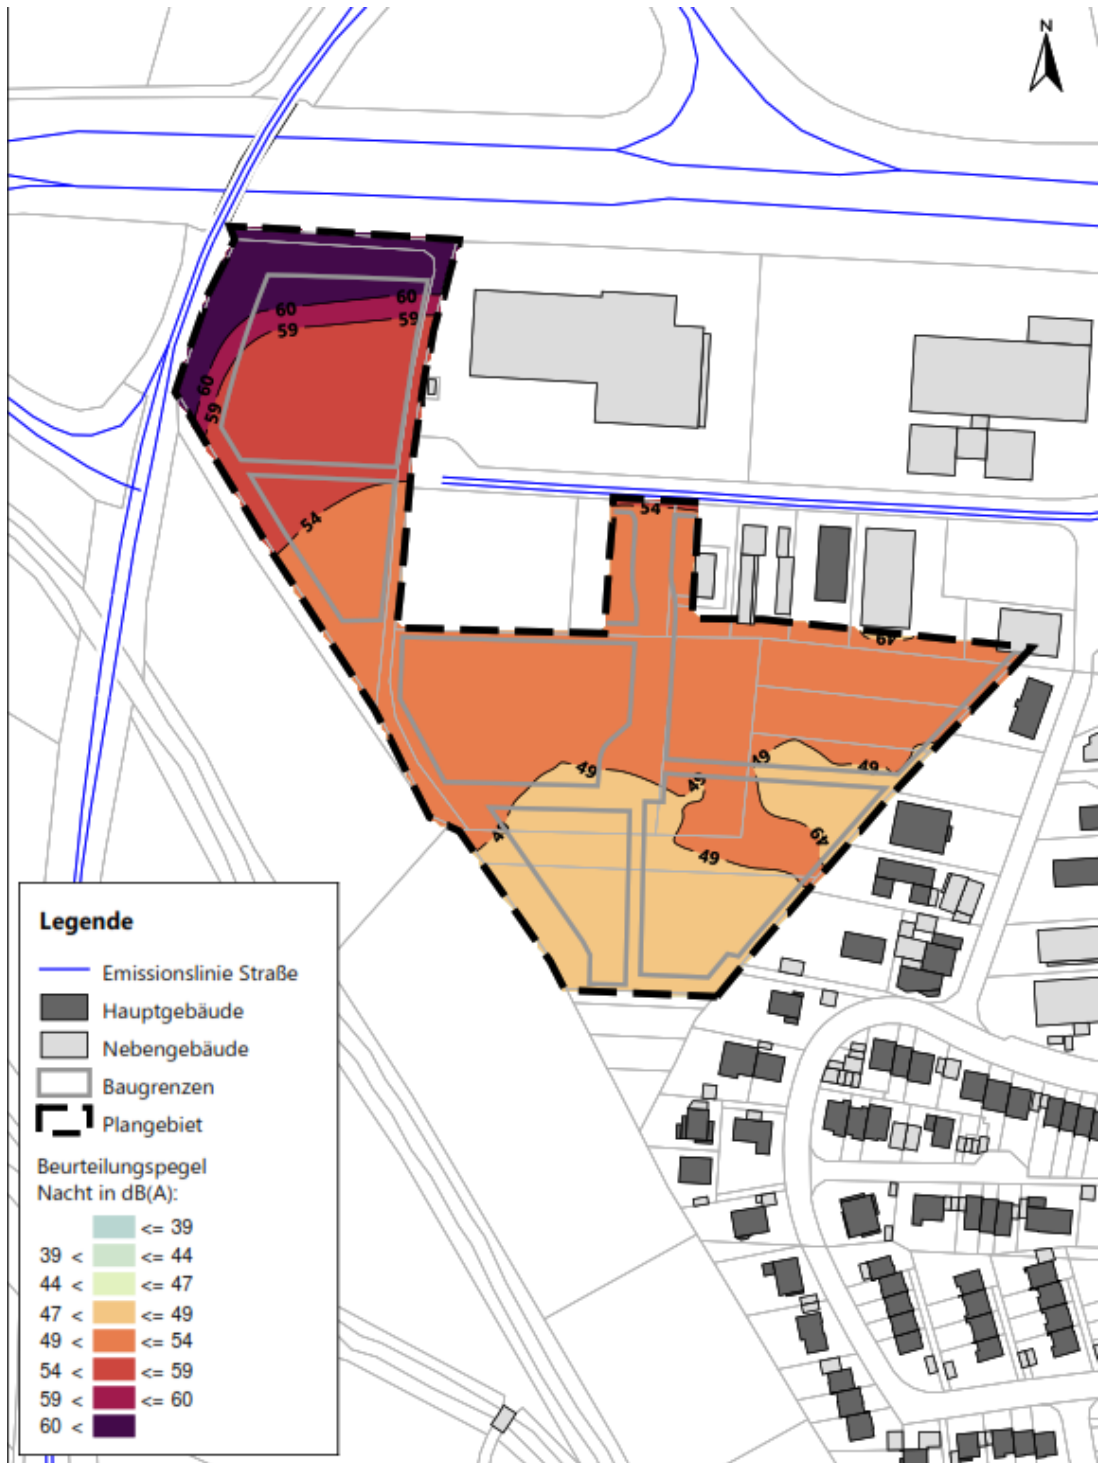 N
60
60
59
59
60
59
54
54
49
49
49
49
49
49
49
49
Legende
Emissionslinie Straße
Hauptgebäude
Nebengebäude
Baugrenzen
Plangebiet
Beurteilungspegel
Nacht in dB(A):
<= 39
39 < <= 44
44 < <= 47
47 < <= 49
49 < <= 54
54 < <= 59
59 < <= 60
60 <